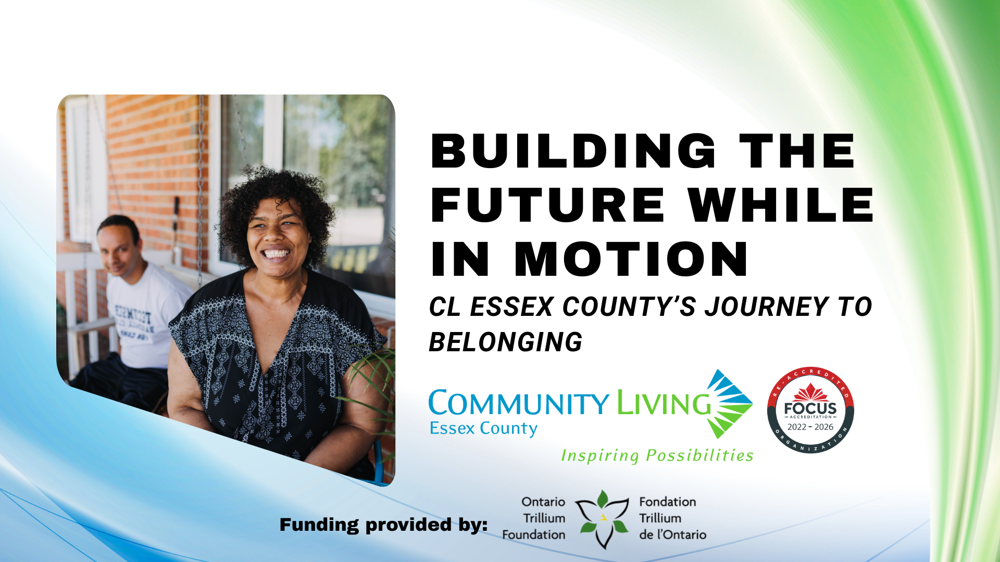 BUILDING THE
FUTURE WHILE
IN MOTION
CL ESSEX COUNTY’S JOURNEY TO
BELONGING
COMMUNITY LIVING
Essex County
Inspiring Possibilities
RE-ACCREDITED
FOCUS
ACCREDITATION
2022 - 2026
ORGANIZATION
Funding provided by:
Ontario
Trillium
Foundation
Fondation
Trillium
de l’Ontario